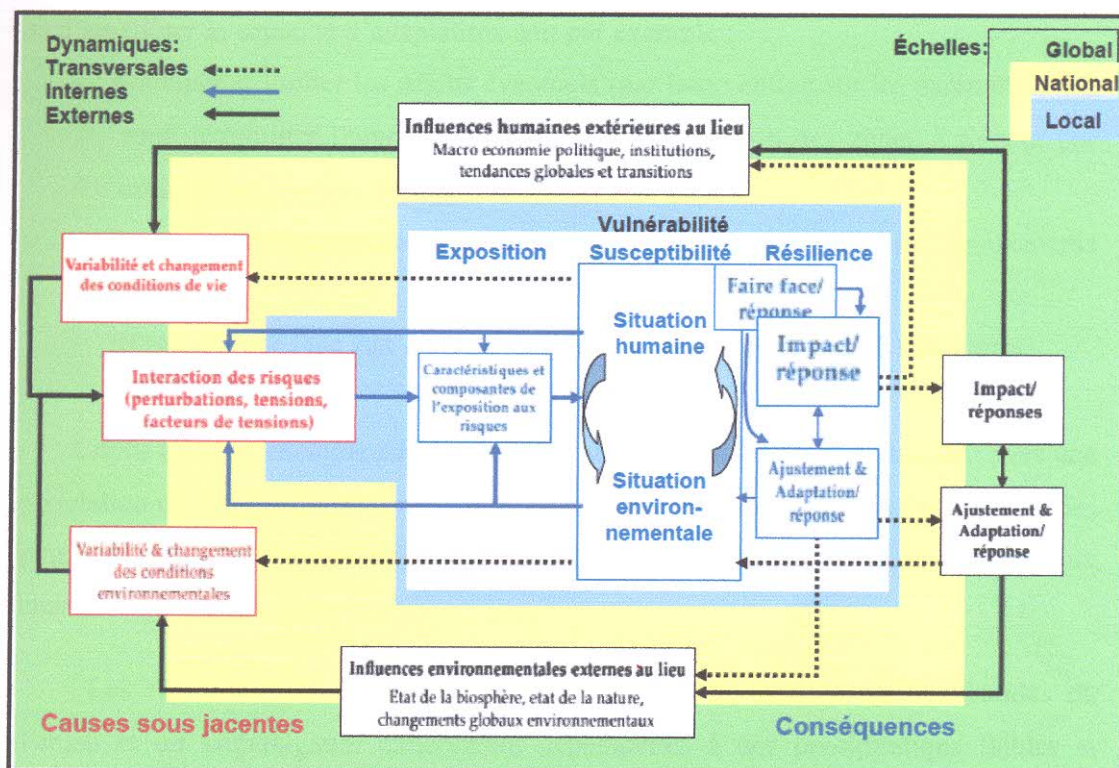 Dynamiques:
Transversales
Internes
Externes
Échelles:
Global
National
Local
Influences humaines extérieures au lieu
Macro economie politique, institutions,
tendances globales et transitions
Vulnérabilité
Exposition
Susceptibilité
Résilience
Variabilité et changement
des conditions de vie
Faire face/
réponse
Situation
humaine
Impact/
réponse
Interaction des risques
(perturbations, tensions,
facteurs de tensions)
Caractéristiques et
composantes de
l'exposition aux
risques
Impact/
réponses
Situation
environ-
nementale
Ajustement &
Adaptation/
réponse
Ajustement &
Adaptation/
réponse
Variabilité & changement
des conditions
environnementales
Influences environnementales externes au lieu
Etat de la biosphère, etat de la nature,
changements globaux environnementaux
Causes sous jacentes
Conséquences